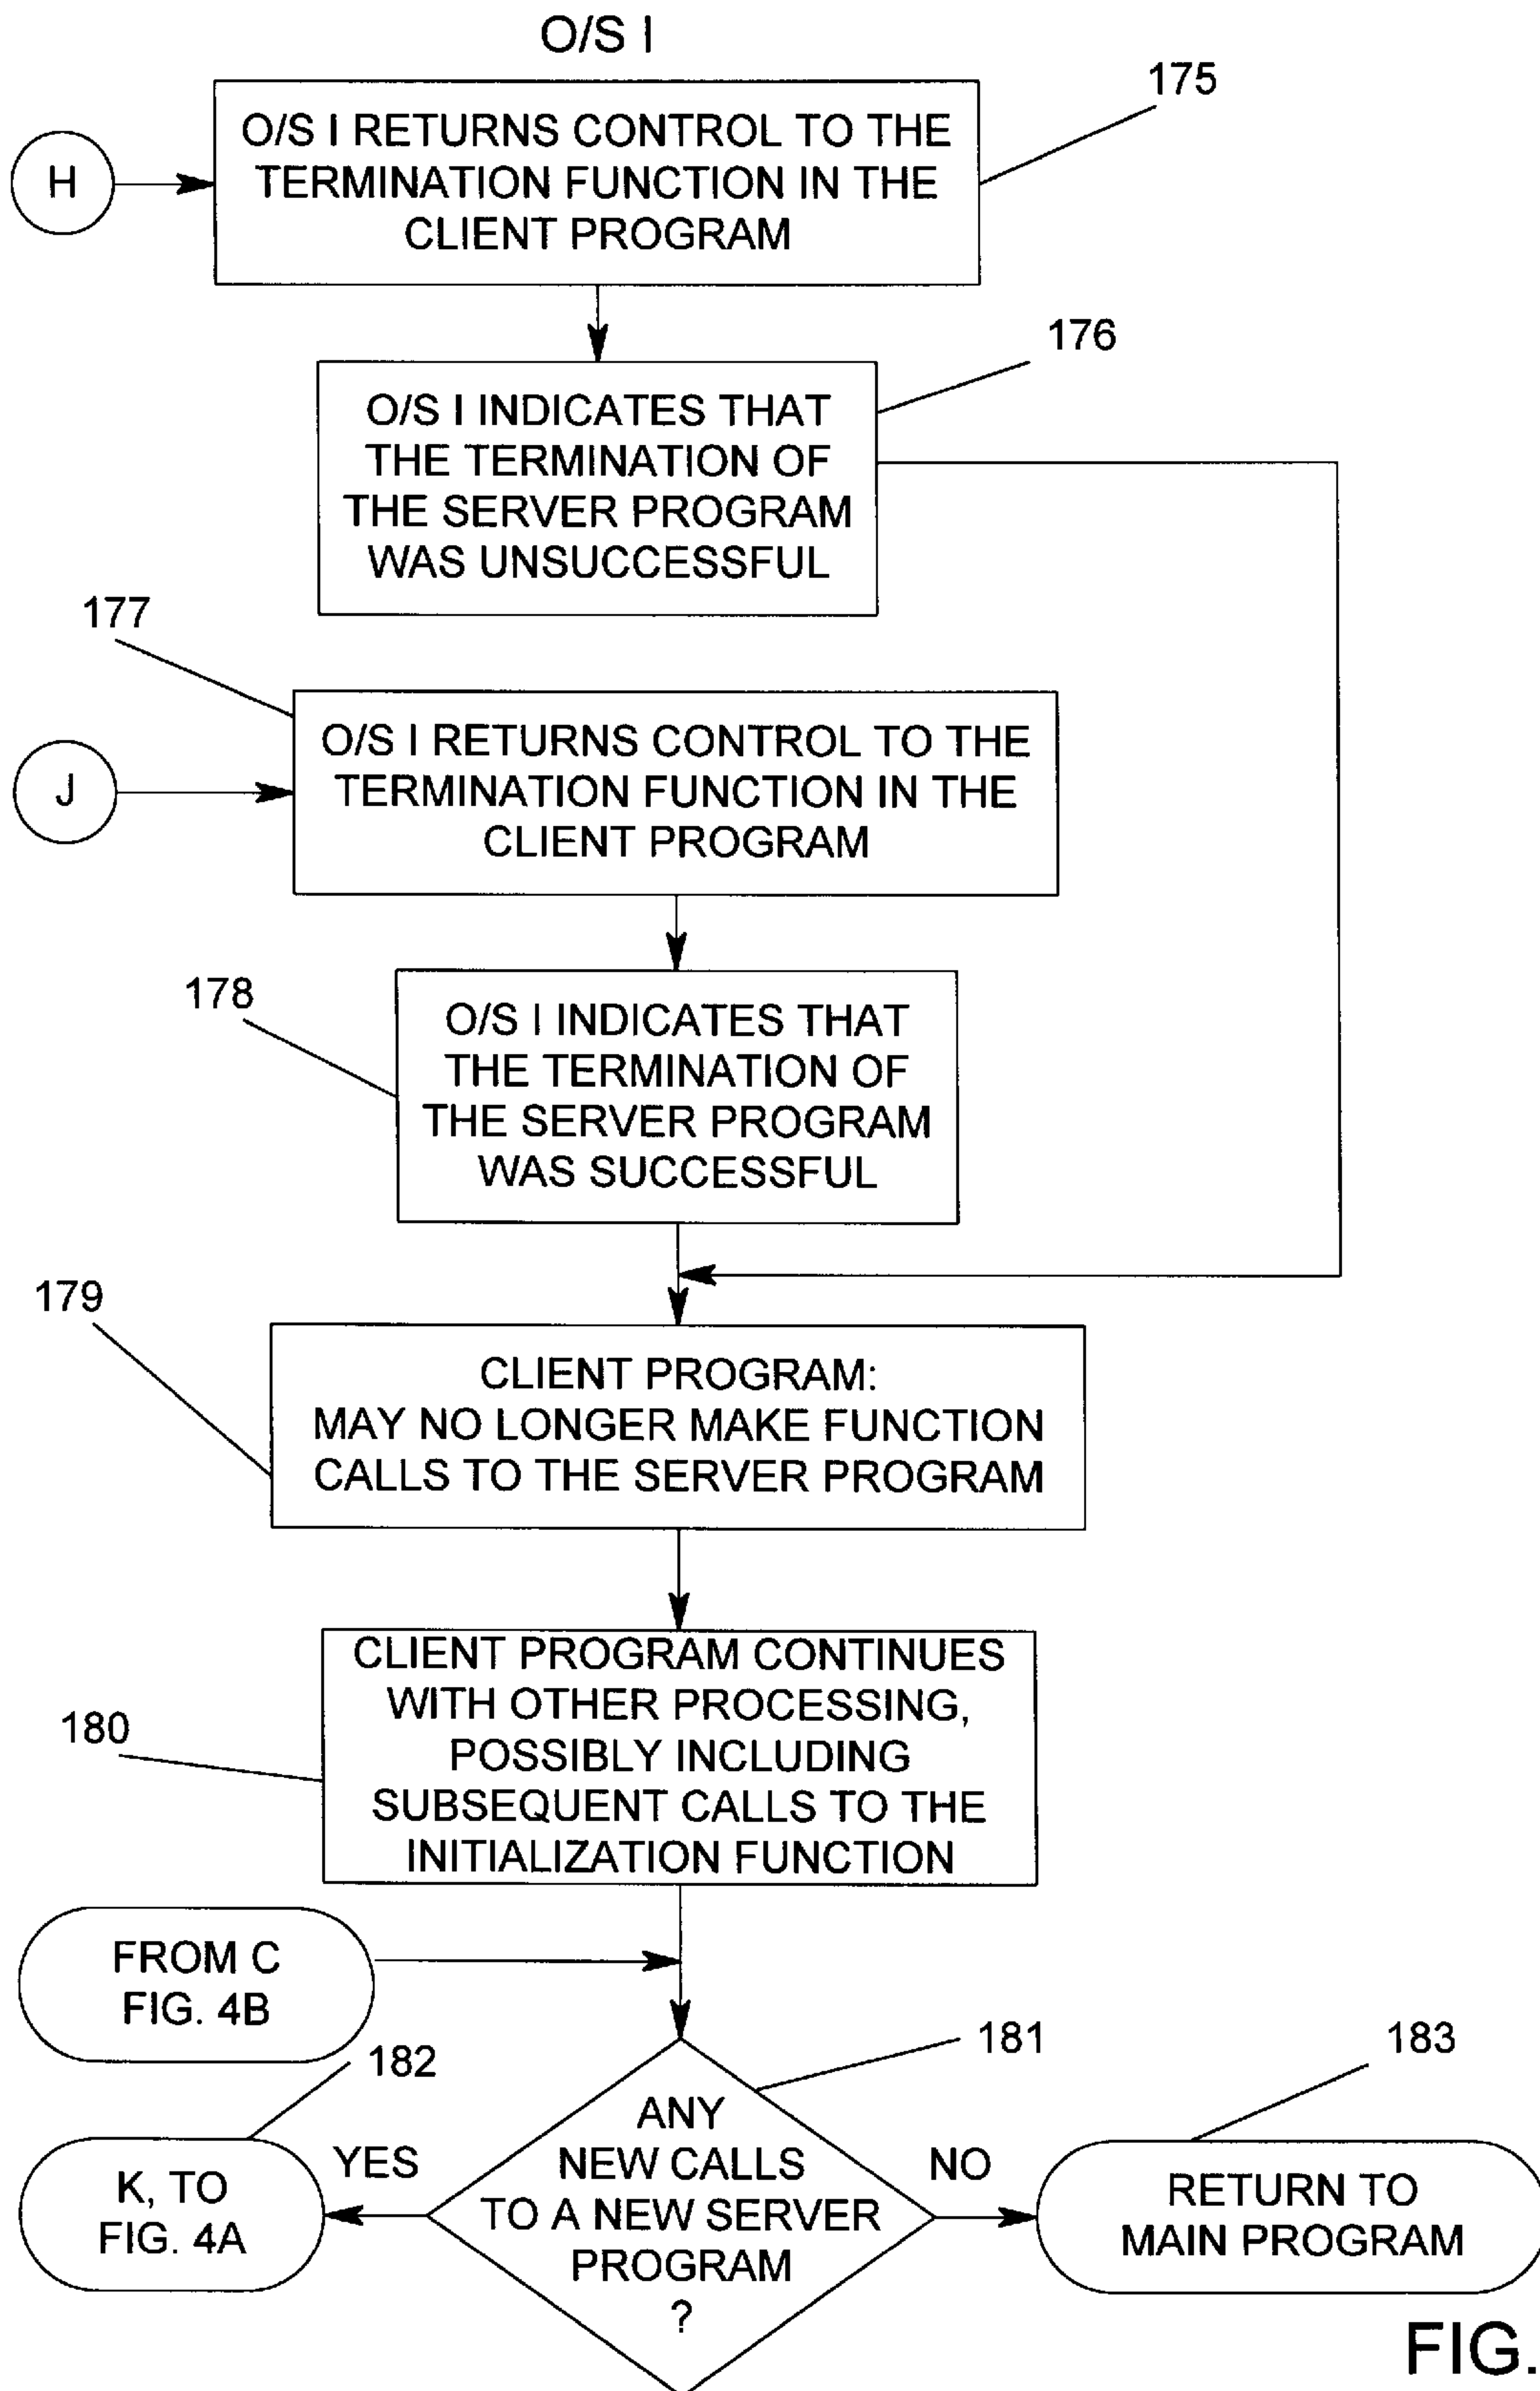 O/S I
175
H
O/S I RETURNS CONTROL TO THE
TERMINATION FUNCTION IN THE
CLIENT PROGRAM
176
O/S I INDICATES THAT
THE TERMINATION OF
THE SERVER PROGRAM
WAS UNSUCCESSFUL
177
J
O/S I RETURNS CONTROL TO THE
TERMINATION FUNCTION IN THE
CLIENT PROGRAM
178
O/S I INDICATES THAT
THE TERMINATION OF
THE SERVER PROGRAM
WAS SUCCESSFUL
179
CLIENT PROGRAM:
MAY NO LONGER MAKE FUNCTION
CALLS TO THE SERVER PROGRAM
180
CLIENT PROGRAM CONTINUES
WITH OTHER PROCESSING,
POSSIBLY INCLUDING
SUBSEQUENT CALLS TO THE
INITIALIZATION FUNCTION
FROM C
FIG. 4B
181
183
182
ANY
NEW CALLS
TO A NEW SERVER
PROGRAM
?
YES
NO
K, TO
FIG. 4A
RETURN TO
MAIN PROGRAM
FIG.